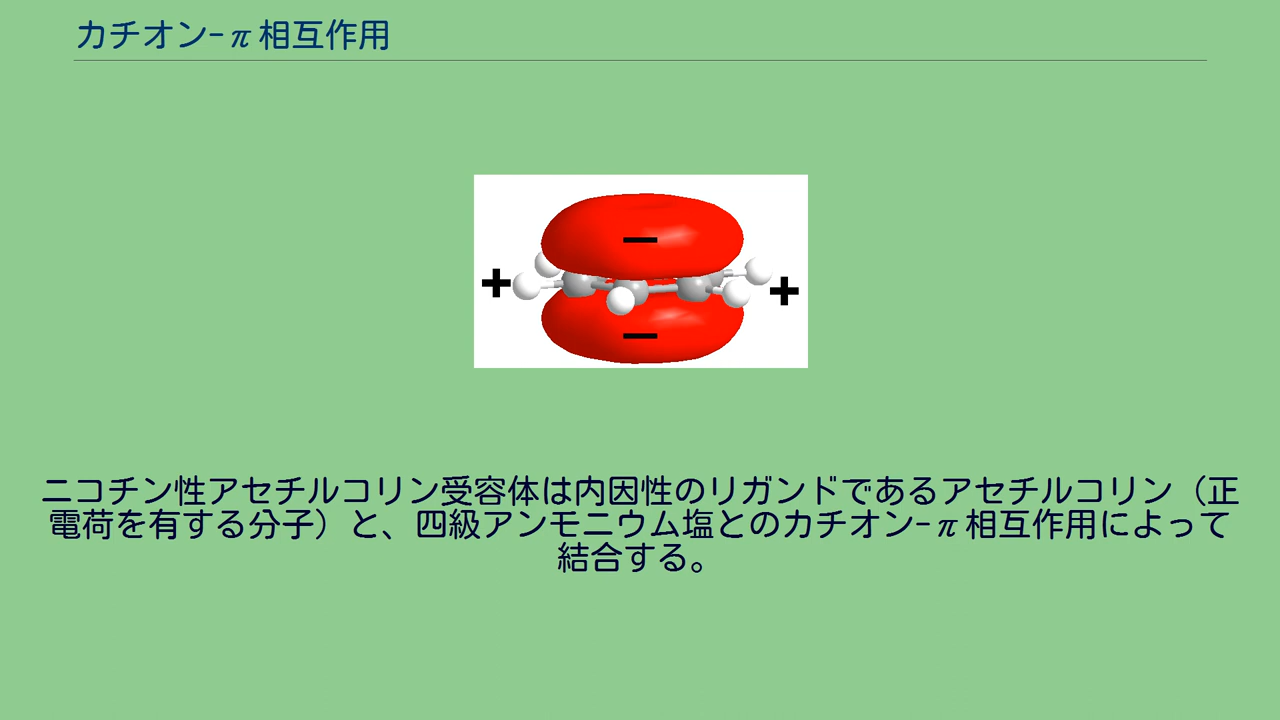 カチオン-π相互作用
−
+ +
−
ニコチン性アセチルコリン受容体は内因性のリガンドであるアセチルコリン（正
電荷を有する分子）と、四級アンモニウム塩とのカチオン-π相互作用によって
結合する。